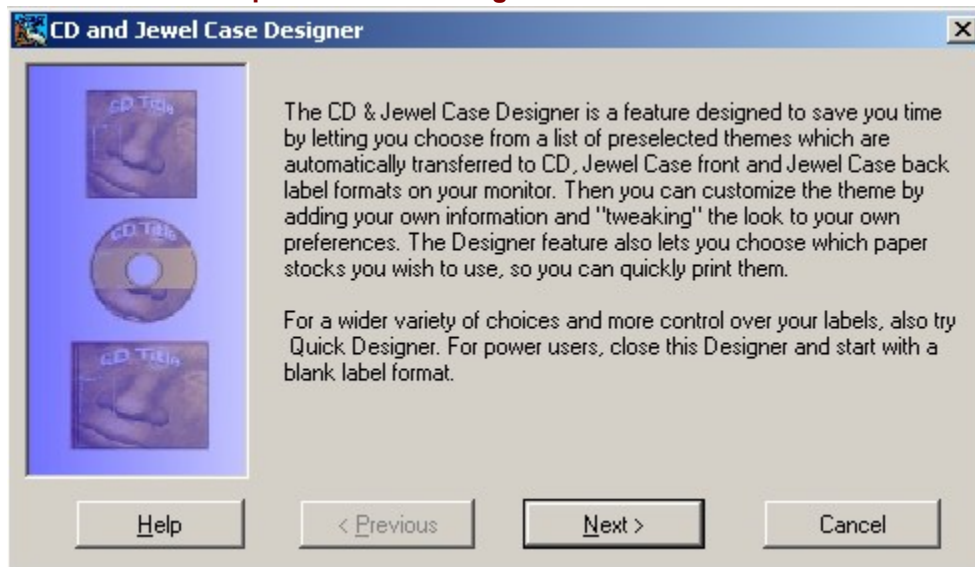 CD and Jewel Case Designer
CD Title
The CD & Jewel Case Designer is a feature designed to save you time
by letting you choose from a list of preselected themes which are
automatically transferred to CD, Jewel Case front and Jewel Case back
label formats on your monitor. Then you can customize the theme by
adding your own information and "tweaking" the look to your own
preferences. The Designer feature also lets you choose which paper
stocks you wish to use, so you can quickly print them.
CD Title
For a wider variety of choices and more control over your labels, also try
Quick Designer. For power users, close this Designer and start with a
blank label format.
CD Title
Help
< Previous
Next >
Cancel